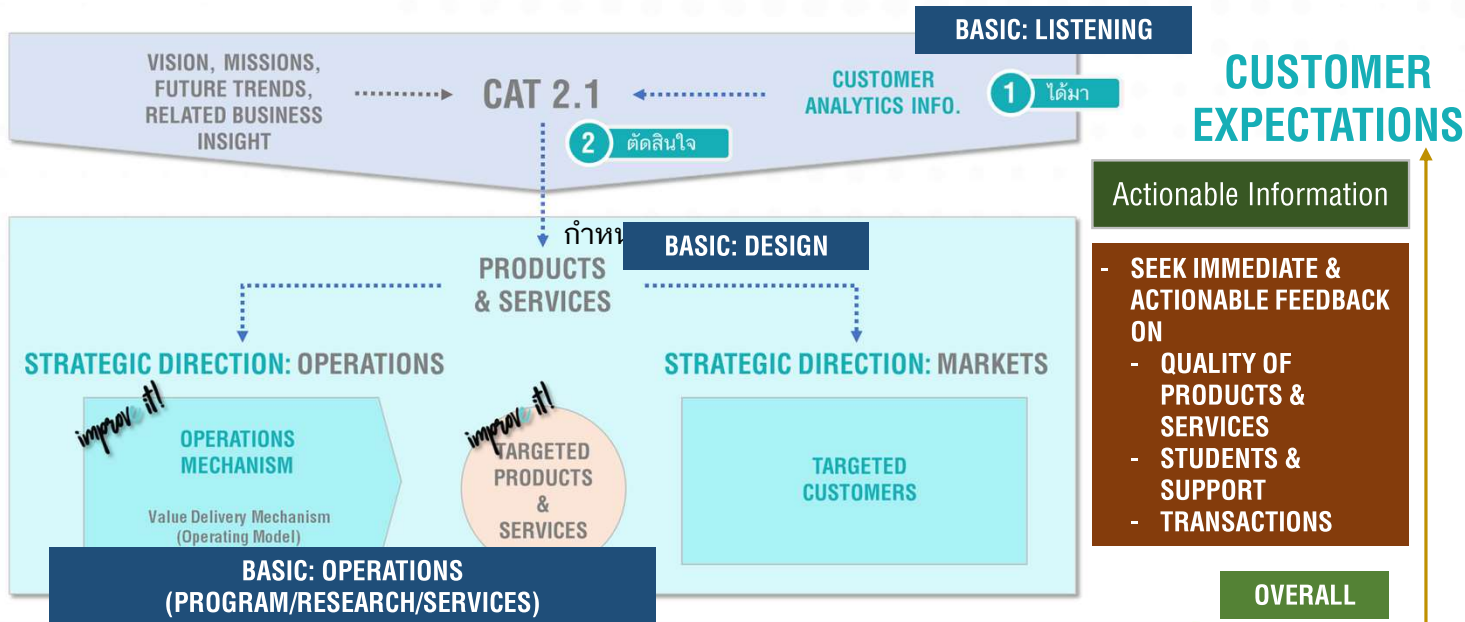 BASIC: LISTENING
VISION, MISSIONS,
FUTURE TRENDS,
RELATED BUSINESS
INSIGHT
CAT 2.1
CUSTOMER
ANALYTICS INFO.
1 ได้มา
2 ตัดสินใจ
CUSTOMER
EXPECTATIONS
Actionable Information
BASIC: DESIGN
PRODUCTS
& SERVICES
STRATEGIC DIRECTION: OPERATIONS
STRATEGIC DIRECTION: MARKETS
improve it!
OPERATIONS
MECHANISM
Value Delivery Mechanism
(Operating Model)
improve it!
TARGETED
PRODUCTS
&
SERVICES
TARGETED
CUSTOMERS
BASIC: OPERATIONS
(PROGRAM/RESEARCH/SERVICES)
- SEEK IMMEDIATE &
ACTIONABLE FEEDBACK
ON
- QUALITY OF
PRODUCTS &
SERVICES
- STUDENTS &
SUPPORT
- TRANSACTIONS
OVERALL